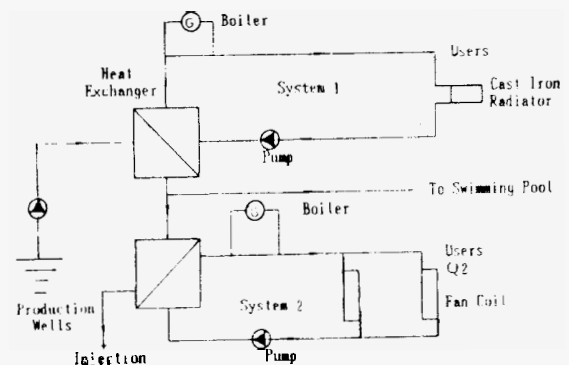 G Boiler
Users
Heat
Exchanger
System 1
Cast Iron
Radiator
Pump
To Swimming Pool
G Boiler
Users
Q2
Fan Coil
System 2
Production
Wells
Pump
Injection